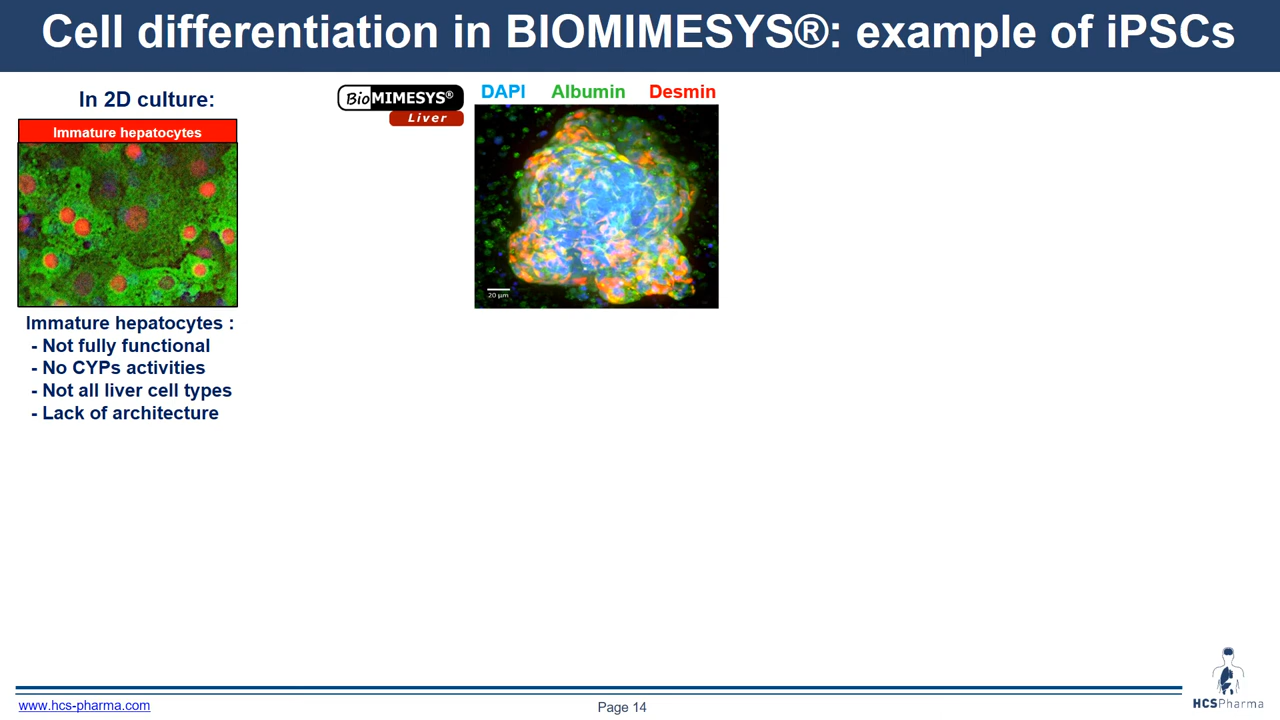 Cell differentiation in BIOMIMESYS®: example of iPSCs
In 2D culture:
Immature hepatocytes
Immature hepatocytes :
- Not fully functional
- No CYPs activities
- Not all liver cell types
- Lack of architecture
BioMIMESYS®
Liver
DAPI Albumin Desmin
20 µm
www.hcs-pharma.com
Page 14
HCSPharma